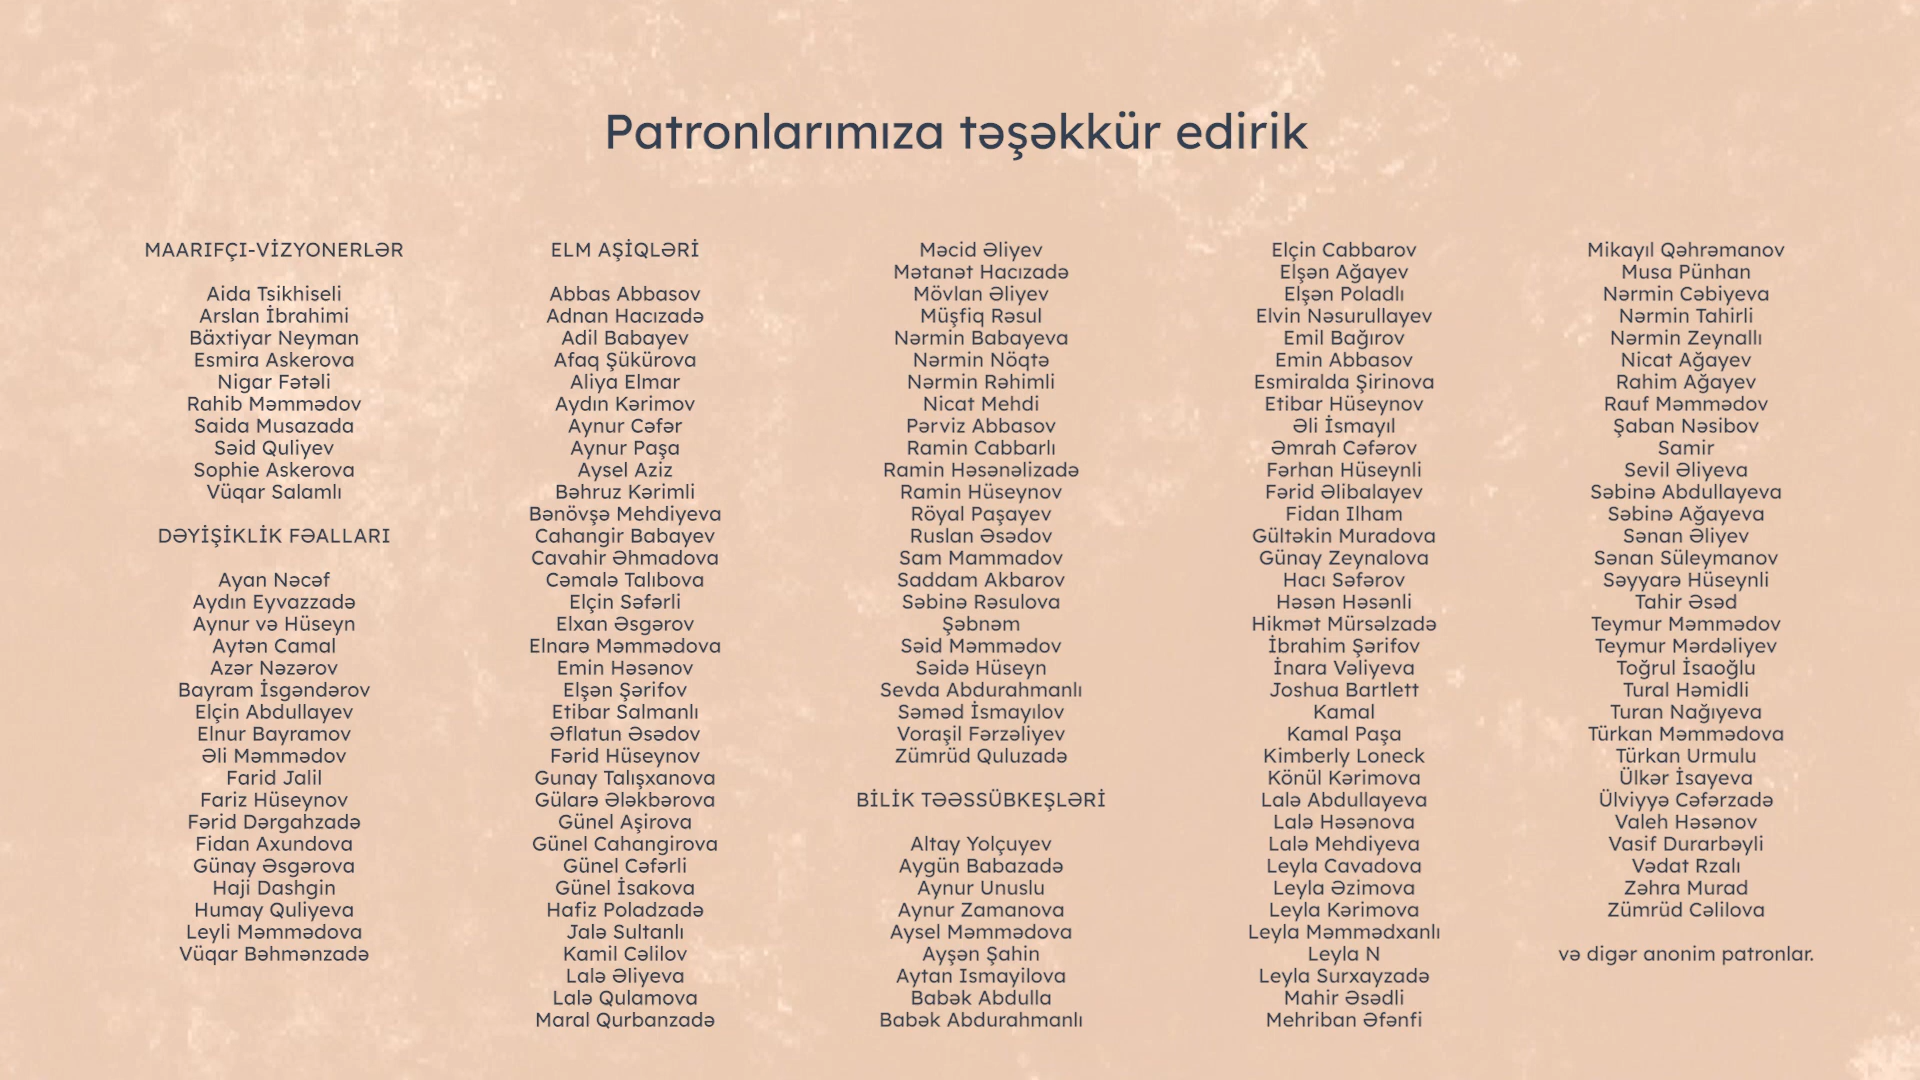 Patronlarımıza təşəkkür edirik
MAARIFÇI-VİZYONERLƏR
Aida Tsikhiseli
Arslan İbrahimi
Bäxtiyar Neyman
Esmira Askerova
Nigar Fətəli
Rahib Məmmədov
Saida Musazada
Səid Quliyev
Sophie Askerova
Vüqar Salamlı
DƏYİŞİKLİK FƏALLARI
Ayan Nəcəf
Aydın Eyvazzadə
Aynur və Hüseyn
Aytən Camal
Azər Nəzərov
Bayram İsgəndərov
Elçin Abdullayev
Elnur Bayramov
Əli Məmmədov
Farid Jalil
Fariz Hüseynov
Fərid Dərgahzadə
Fidan Axundova
Günay Əsgərova
Haji Dashgin
Humay Quliyeva
Leyli Məmmədova
Vüqar Bəhmənzadə
ELM AŞİQLƏRİ
Abbas Abbasov
Adnan Hacızadə
Adil Babayev
Afaq Şükürova
Aliya Elmar
Aydın Kərimov
Aynur Cəfər
Aynur Paşa
Aysel Aziz
Bəhruz Kərimli
Bənövşə Mehdiyeva
Cahangir Babayev
Cavahir Əhmadova
Cəmalə Talıbova
Elçin Səfərli
Elxan Əsgərov
Elnarə Məmmədova
Emin Həsənov
Elşən Şərifov
Etibar Salmanlı
Əflatun Əsədov
Fərid Hüseynov
Gunay Talışxanova
Gülarə Ələkbərova
Günel Aşirova
Günel Cahangirova
Günel Cəfərli
Günel İsakova
Hafiz Poladzadə
Jalə Sultanlı
Kamil Cəlilov
Lalə Əliyeva
Lalə Qulamova
Maral Qurbanzadə
Məcid Əliyev
Mətanət Hacızadə
Mövlan Əliyev
Müşfiq Rəsul
Nərmin Babayeva
Nərmin Nöqtə
Nərmin Rəhimli
Nicat Mehdi
Pərviz Abbasov
Ramin Cabbarlı
Ramin Həsənəlizadə
Ramin Hüseynov
Röyal Paşayev
Ruslan Əsədov
Sam Mammadov
Saddam Akbarov
Səbinə Rəsulova
Şəbnəm
Səid Məmmədov
Səidə Hüseyn
Sevda Abdurahmanlı
Səməd İsmayılov
Voraşil Fərzəliyev
Zümrüd Quluzadə
BİLİK TƏƏSSÜBKEŞLƏRİ
Altay Yolçuyev
Aygün Babazadə
Aynur Unuslu
Aynur Zamanova
Aysel Məmmədova
Ayşən Şahin
Aytan Ismayilova
Babək Abdulla
Babək Abdurahmanlı
Elçin Cabbarov
Elşən Ağayev
Elşən Poladlı
Elvin Nəsurullayev
Emil Bağırov
Emin Abbasov
Esmiralda Şirinova
Etibar Hüseynov
Əli İsmayıl
Əmrah Cəfərov
Fərhan Hüseynli
Fərid Əlibalayev
Fidan Ilham
Gültəkin Muradova
Günay Zeynalova
Hacı Səfərov
Həsən Həsənli
Hikmət Mürsəlzadə
İbrahim Şərifov
İnara Vəliyeva
Joshua Bartlett
Kamal
Kamal Paşa
Kimberly Loneck
Könül Kərimova
Lalə Abdullayeva
Lalə Həsənova
Lalə Mehdiyeva
Leyla Cavadova
Leyla Əzimova
Leyla Kərimova
Leyla Məmmədxanlı
Leyla N
Leyla Surxayzadə
Mahir Əsədli
Mehriban Əfənfi
Mikayıl Qəhrəmanov
Musa Pünhan
Nərmin Cəbiyeva
Nərmin Tahirli
Nərmin Zeynallı
Nicat Ağayev
Rahim Ağayev
Rauf Məmmədov
Şaban Nəsibov
Samir
Sevil Əliyeva
Səbinə Abdullayeva
Səbinə Ağayeva
Sənan Əliyev
Sənan Süleymanov
Səyyarə Hüseynli
Tahir Əsəd
Teymur Məmmədov
Teymur Mərdəliyev
Toğrul İsaoğlu
Tural Həmidli
Turan Nağıyeva
Türkan Məmmədova
Türkan Urmulu
Ülkər İsayeva
Ülviyyə Cəfərzadə
Valeh Həsənov
Vasif Durarbəyli
Vədat Rzalı
Zəhra Murad
Zümrüd Cəlilova
və digər anonim patronlar.